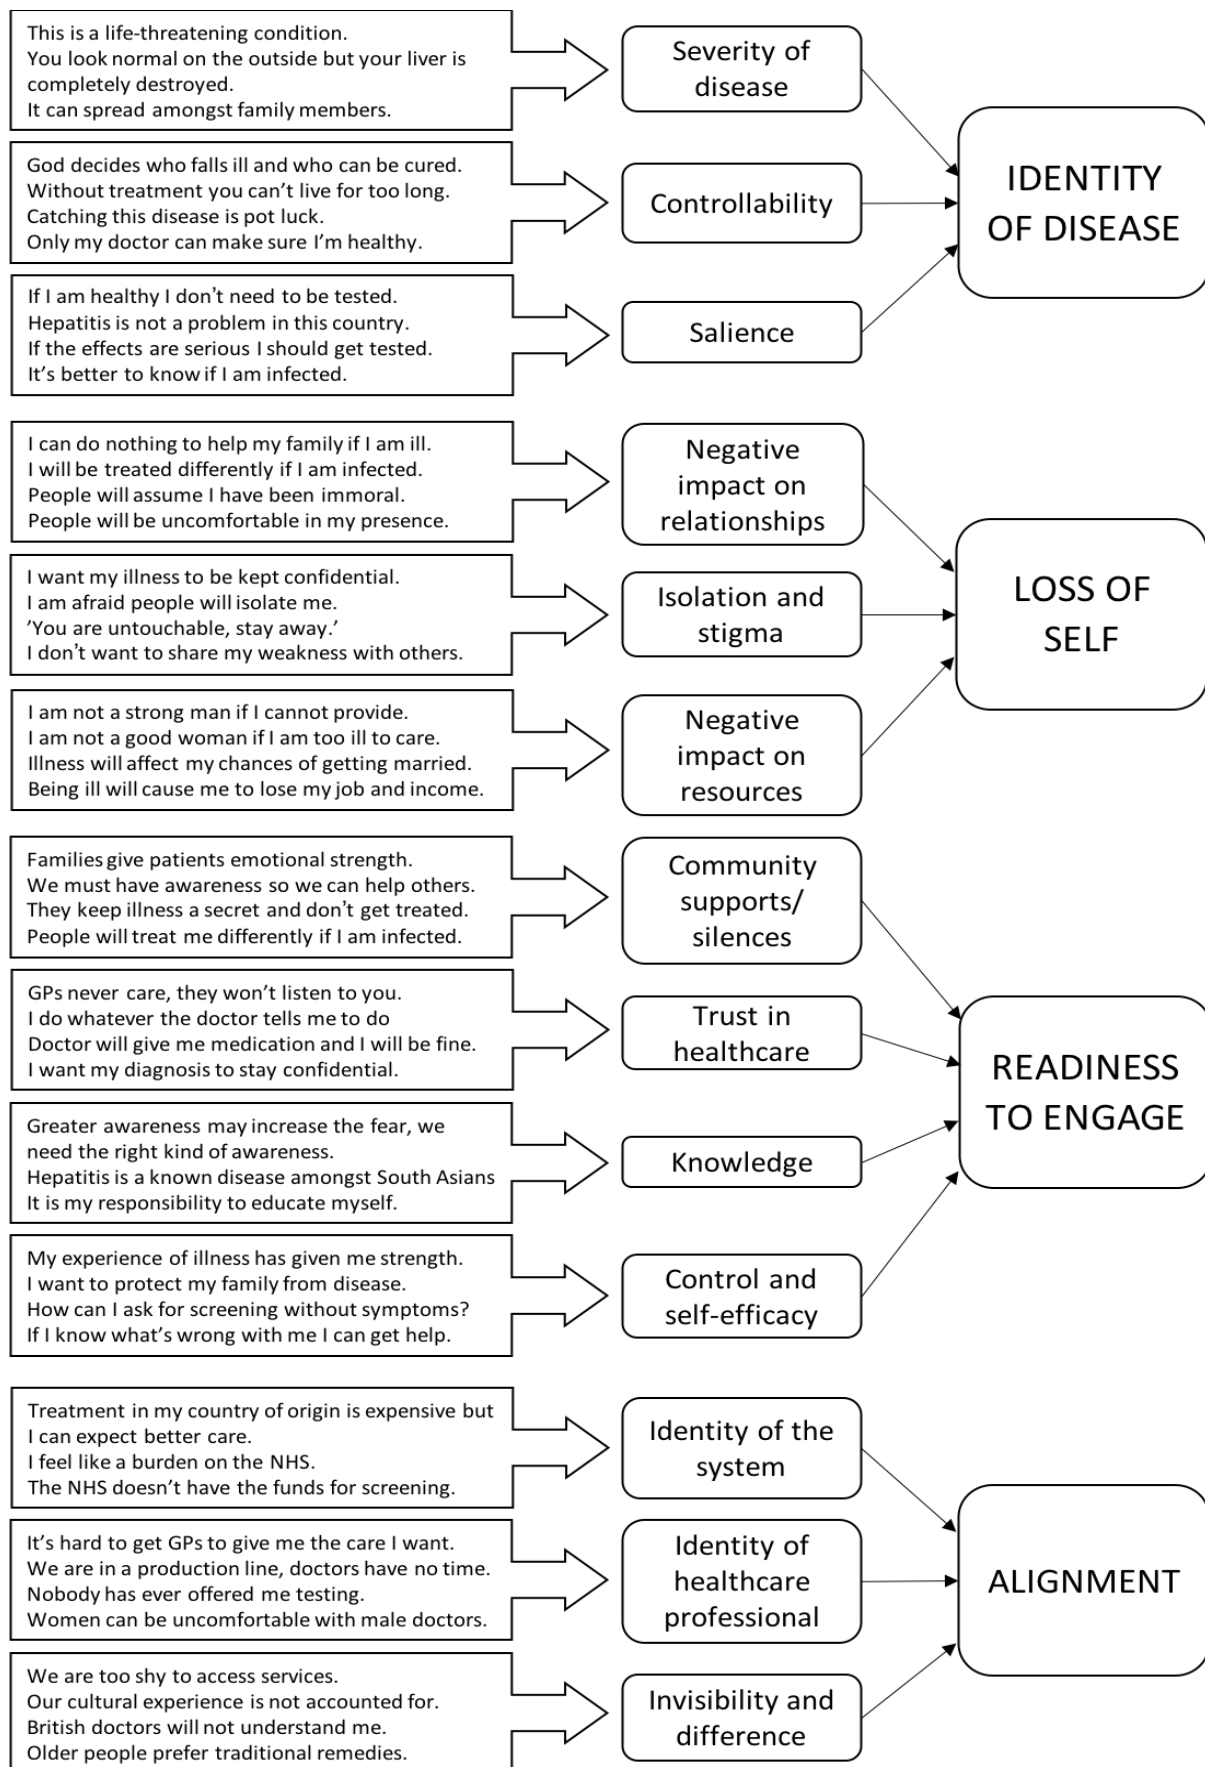 This is a life-threatening condition.
You look normal on the outside but your liver is
completely destroyed.
It can spread amongst family members.
Severity of
disease
God decides who falls ill and who can be cured.
Without treatment you can't live for too long.
Catching this disease is pot luck.
Only my doctor can make sure I'm healthy.
Controllability
If I am healthy I don't need to be tested.
Hepatitis is not a problem in this country.
If the effects are serious I should get tested.
It's better to know if I am infected.
Salience
IDENTITY
OF DISEASE
I can do nothing to help my family if I am ill.
I will be treated differently if I am infected.
People will assume I have been immoral.
People will be uncomfortable in my presence.
Negative
impact on
relationships
I want my illness to be kept confidential.
I am afraid people will isolate me.
'You are untouchable, stay away.'
I don't want to share my weakness with others.
Isolation and
stigma
I am not a strong man if I cannot provide.
I am not a good woman if I am too ill to care.
Illness will affect my chances of getting married.
Being ill will cause me to lose my job and income.
Negative
impact on
resources
LOSS OF
SELF
Families give patients emotional strength.
We must have awareness so we can help others.
They keep illness a secret and don't get treated.
People will treat me differently if I am infected.
Community
supports/
silences
GPs never care, they won't listen to you.
I do whatever the doctor tells me to do
Doctor will give me medication and I will be fine.
I want my diagnosis to stay confidential.
Trust in
healthcare
Greater awareness may increase the fear, we
need the right kind of awareness.
Hepatitis is a known disease amongst South Asians
It is my responsibility to educate myself.
Knowledge
My experience of illness has given me strength.
I want to protect my family from disease.
How can I ask for screening without symptoms?
If I know what's wrong with me I can get help.
Control and
self-efficacy
READINESS
TO ENGAGE
Treatment in my country of origin is expensive but
I can expect better care.
I feel like a burden on the NHS.
The NHS doesn't have the funds for screening.
Identity of the
system
It's hard to get GPs to give me the care I want.
We are in a production line, doctors have no time.
Nobody has ever offered me testing.
Women can be uncomfortable with male doctors.
Identity of
healthcare
professional
We are too shy to access services.
Our cultural experience is not accounted for.
British doctors will not understand me.
Older people prefer traditional remedies.
Invisibility and
difference
ALIGNMENT